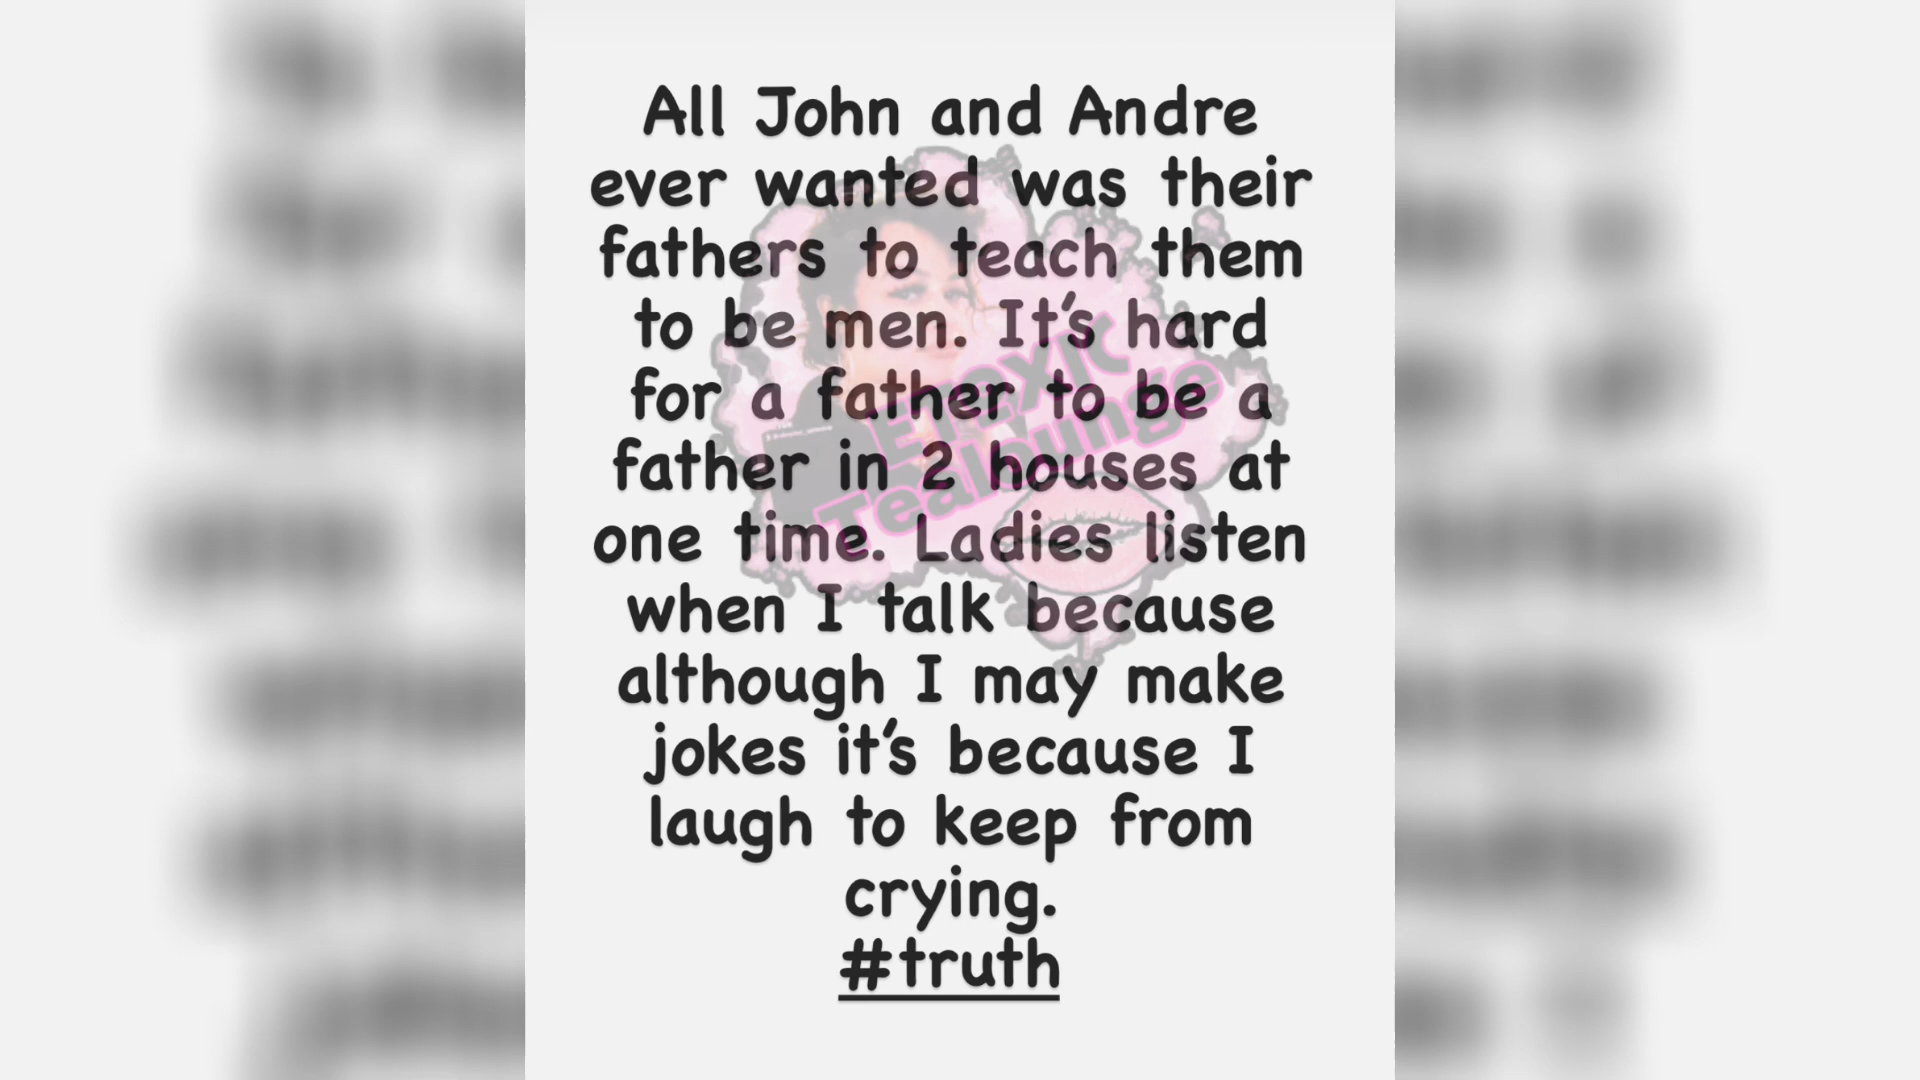 All John and Andre
ever wanted was their
fathers to teach them
to be men. It's hard
for a father to be a
father in 2 houses at
one time. Ladies listen
when I talk because
although I may make
jokes it's because I
laugh to keep from
crying.
#truth
Tealounge